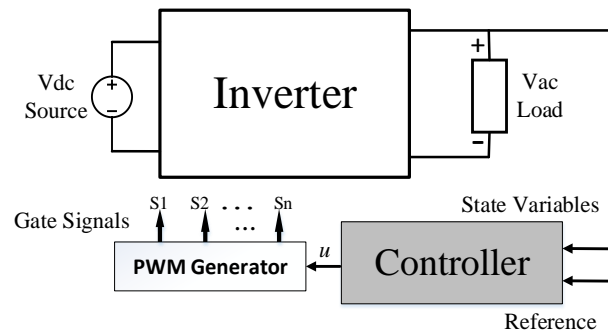 +
Vdc
Source
+
−
Inverter
+
−
Vac
Load
Gate Signals
S1 S2 . . . Sn
...
PWM Generator
u
State Variables
Controller
Reference